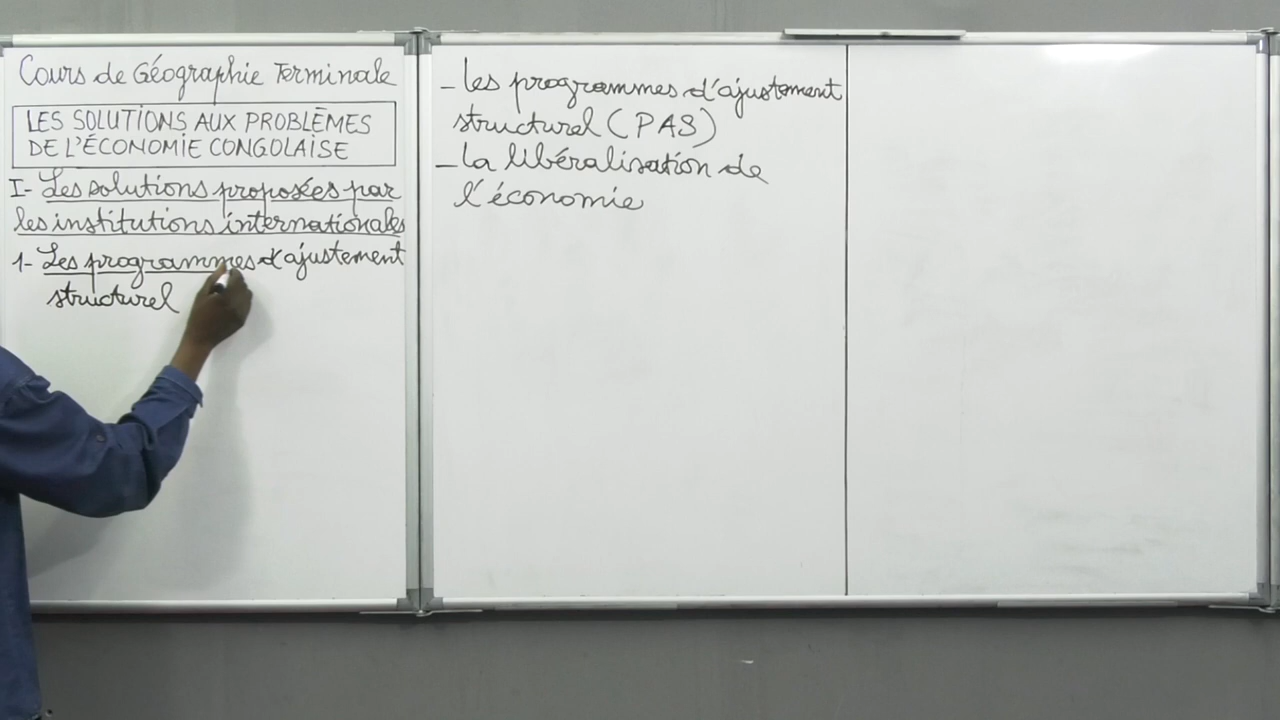 Cours de Géographie Terminale
LES SOLUTIONS AUX PROBLÈMES
DE L'ÉCONOMIE CONGOLAISE
I- Les solutions proposées par
les institutions internationales
1- Les programmes d'ajustement
structurel
- les programmes d'ajustement
structurel (PAS)
- la libéralisation de
l'économie